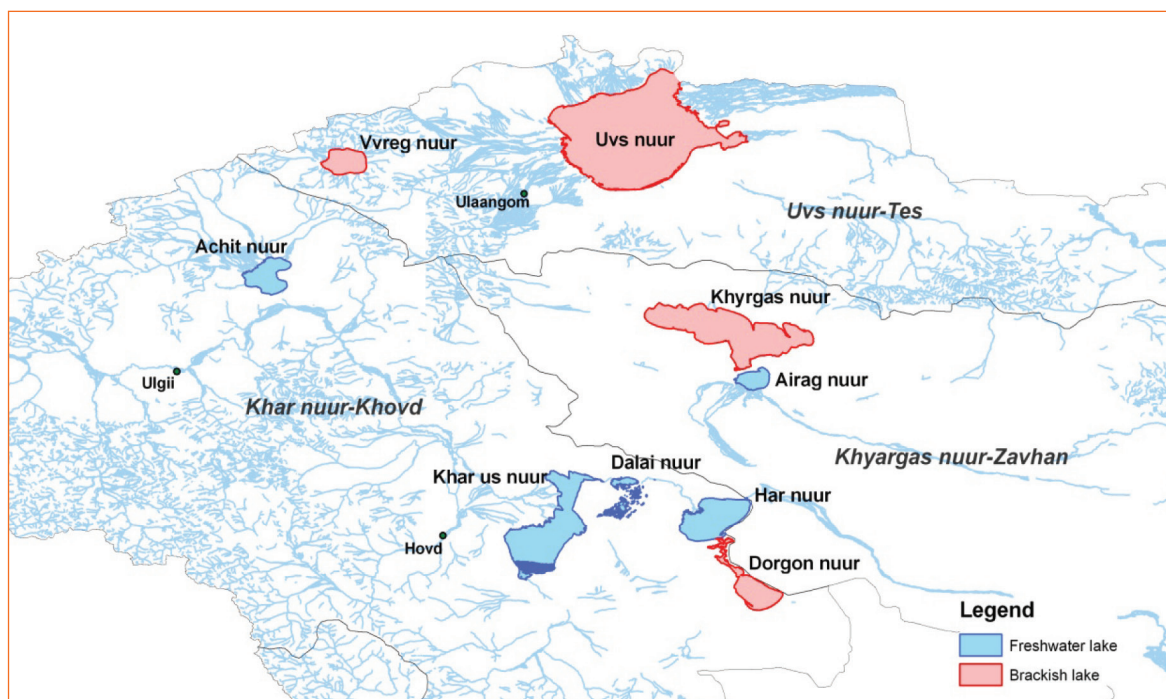 Uvs nuur
Vvreg nuur
Ulaangom
Uvs nuur-Tes
Achit nuur
Khyrgas nuur
Ulgii
Airag nuur
Khar nuur-Khovd
Khyargas nuur-Zavhan
Dalai nuur
Khar us nuur
Har nuur
Hovd
Dorgon nuur
Legend
Freshwater lake
Brackish lake